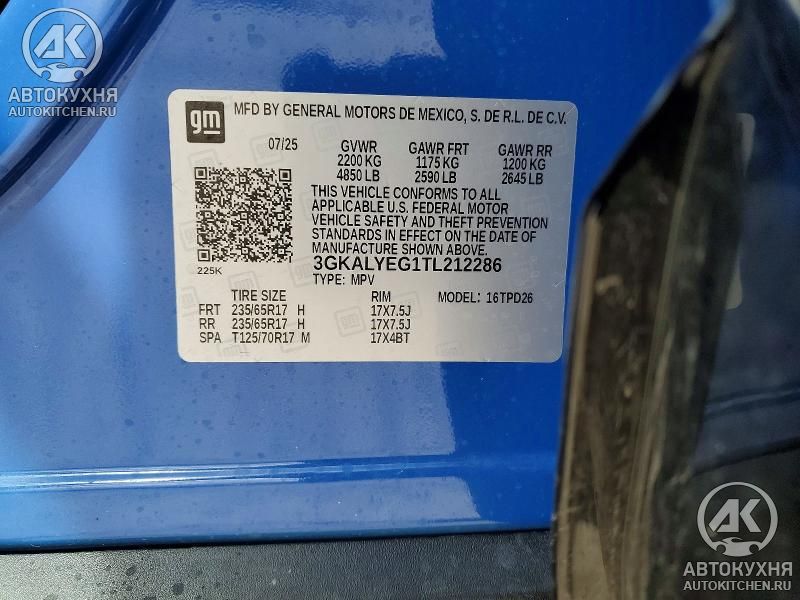 АК
АВТОКУХНЯ
AUTOKITCHEN.RU
gm
MFD BY GENERAL MOTORS DE MEXICO, S. DE R.L. DE C.V.
07/25 GVWR GAWR FRT GAWR RR
2200 KG 1175 KG 1200 KG
4850 LB 2590 LB 2645 LB
THIS VEHICLE CONFORMS TO ALL
APPLICABLE U.S. FEDERAL MOTOR
VEHICLE SAFETY AND THEFT PREVENTION
STANDARDS IN EFFECT ON THE DATE OF
MANUFACTURE SHOWN ABOVE.
225K
3GKALYEG1TL212286
TYPE: MPV
TIRE SIZE RIM MODEL: 16TPD26
FRT 235/65R17 H 17X7.5J
RR 235/65R17 H 17X7.5J
SPA T125/70R17 M 17X4BT
АК
АВТОКУХНЯ
AUTOKITCHEN.RU